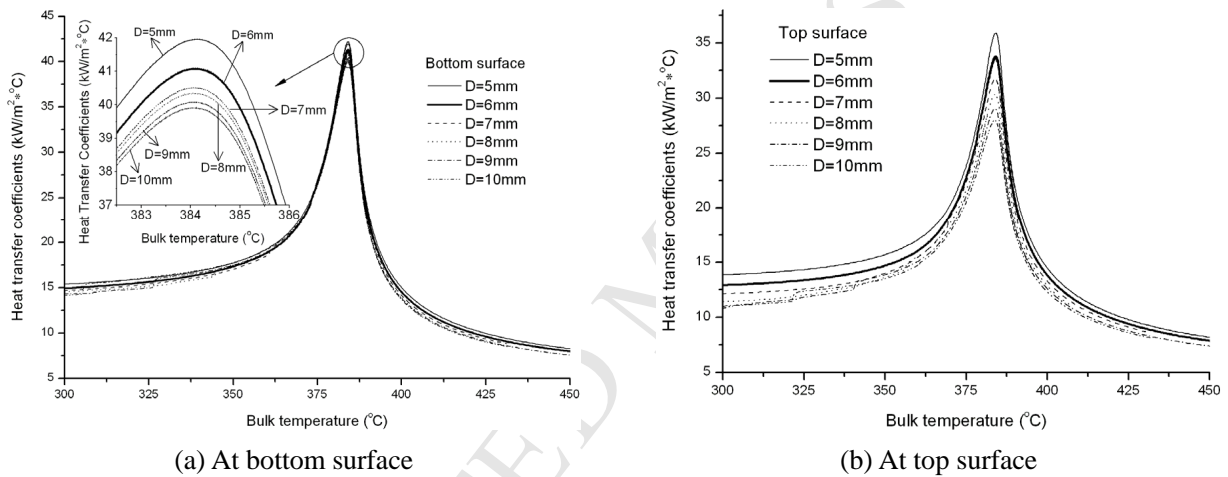 45
40
35
30
25
20
15
10
5
300
325
350
375
400
425
450
Heat transfer coefficients (kW/m²*°C)
Bulk temperature (°C)
42
41
40
39
38
37
383
384
385
386
Heat Transfer Coefficients (kW/m²*°C)
Bulk temperature (°C)
D=5mm
D=6mm
D=7mm
D=8mm
D=9mm
D=10mm
Bottom surface
D=5mm
D=6mm
D=7mm
D=8mm
D=9mm
D=10mm
(a) At bottom surface
35
30
25
20
15
10
5
300
325
350
375
400
425
450
Heat transfer coefficients (kW/m²*°C)
Bulk temperature (°C)
Top surface
D=5mm
D=6mm
D=7mm
D=8mm
D=9mm
D=10mm
(b) At top surface